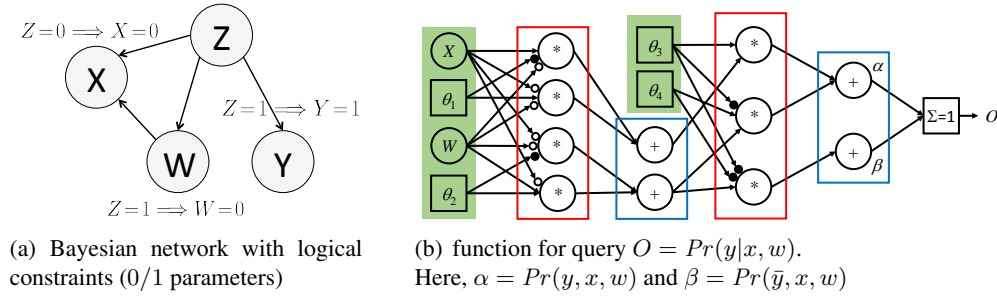 Z=0 ⟹ X=0
Z
X
Z=1 ⟹ Y=1
W
Y
Z=1 ⟹ W=0
(a) Bayesian network with logical
constraints (0/1 parameters)
X
θ₁
W
θ₂
*
*
*
*
+
+
θ₃
θ₄
*
*
*
+
α
+
β
Σ=1
O
(b) function for query O = Pr(y|x, w).
Here, α = Pr(y, x, w) and β = Pr(ȳ, x, w)